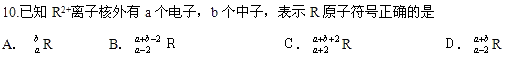 10.已知 R²⁺离子核外有 a 个电子，b 个中子，表示 R 原子符号正确的是
A. ᵇₐR B. ᵃ⁺ᵇ⁻²ₐ₋₂ R C. ᵃ⁺ᵇ⁺²ₐ₊₂R D. ᵃ⁺ᵇₐ₋₂R